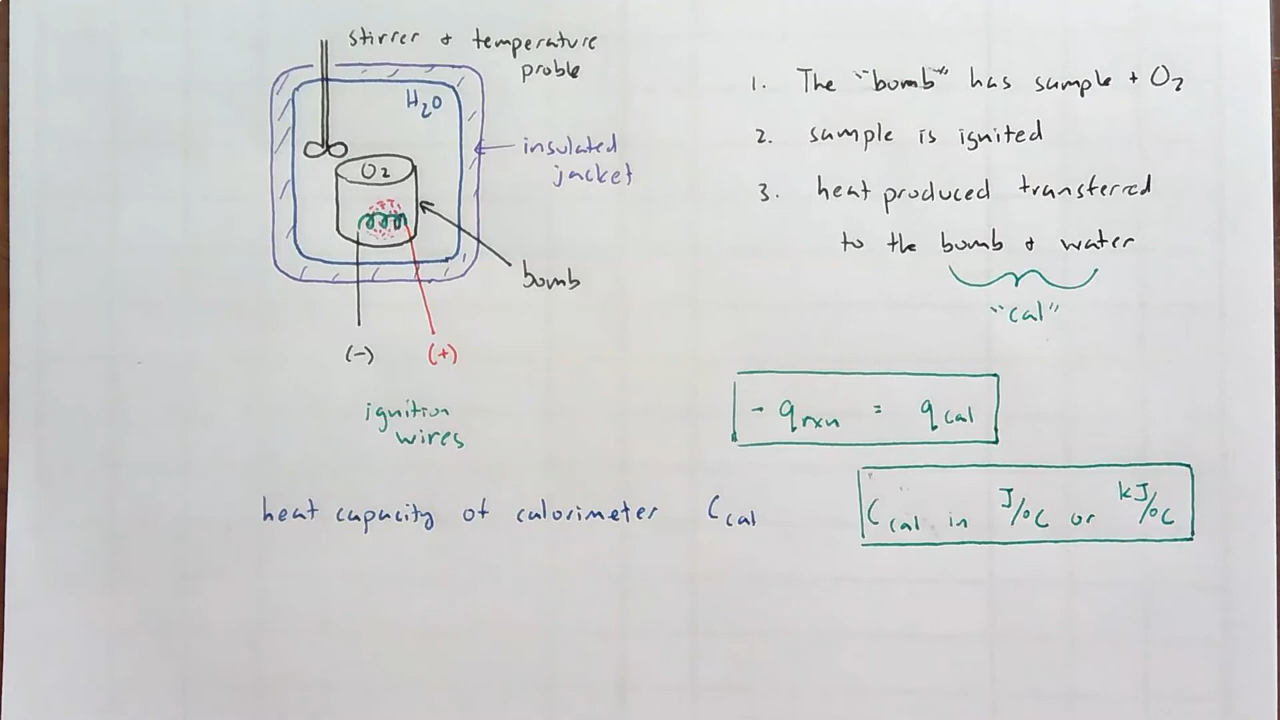 stirrer + temperature
proble
H2O
insulated
jacket
O2
bomb
(-) (+)
ignition
wires
1. The "bomb" has sample + O2
2. sample is ignited
3. heat produced transferred
to the bomb + water
"cal"
- qrxn = qcal
heat capacity of calorimeter Ccal
Ccal in J/°C or kJ/°C